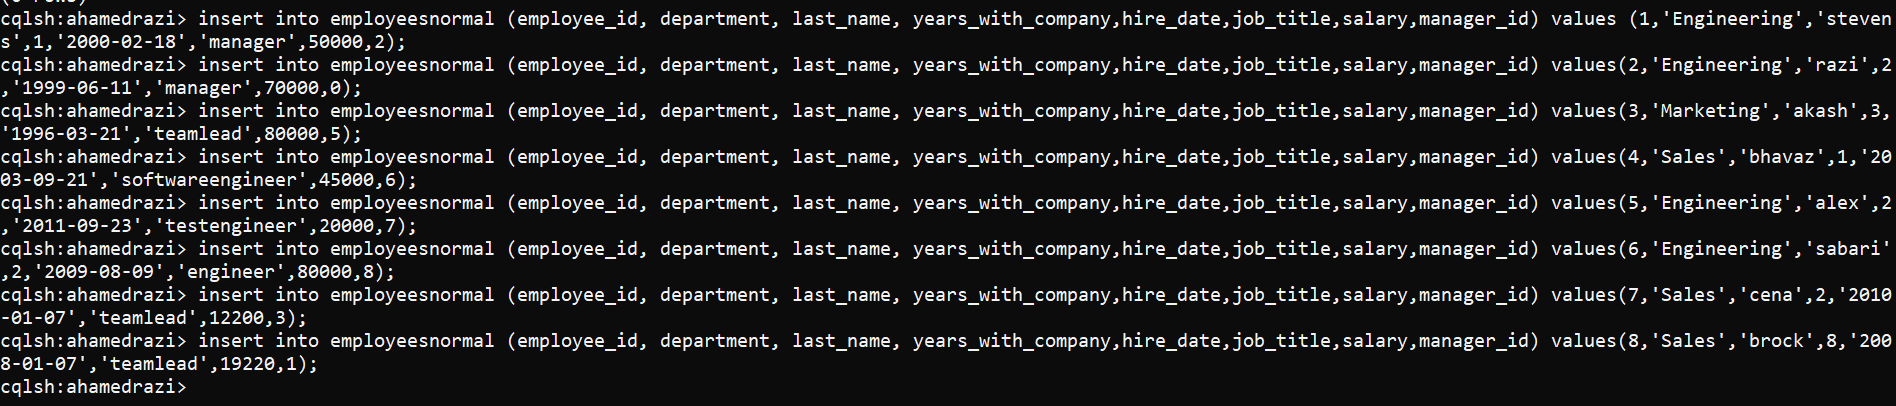 cqlsh:ahamedrazi> insert into employeesnormal (employee_id, department, last_name, years_with_company,hire_date,job_title,salary,manager_id) values (1,'Engineering','steven
s',1,'2000-02-18','manager',50000,2);
cqlsh:ahamedrazi> insert into employeesnormal (employee_id, department, last_name, years_with_company,hire_date,job_title,salary,manager_id) values(2,'Engineering','razi',2
,'1999-06-11','manager',70000,0);
cqlsh:ahamedrazi> insert into employeesnormal (employee_id, department, last_name, years_with_company,hire_date,job_title,salary,manager_id) values(3,'Marketing','akash',3,
'1996-03-21','teamlead',80000,5);
cqlsh:ahamedrazi> insert into employeesnormal (employee_id, department, last_name, years_with_company,hire_date,job_title,salary,manager_id) values(4,'Sales','bhavaz',1,'20
03-09-21','softwareengineer',45000,6);
cqlsh:ahamedrazi> insert into employeesnormal (employee_id, department, last_name, years_with_company,hire_date,job_title,salary,manager_id) values(5,'Engineering','alex',2
,'2011-09-23','testengineer',20000,7);
cqlsh:ahamedrazi> insert into employeesnormal (employee_id, department, last_name, years_with_company,hire_date,job_title,salary,manager_id) values(6,'Engineering','sabari'
,2,'2009-08-09','engineer',80000,8);
cqlsh:ahamedrazi> insert into employeesnormal (employee_id, department, last_name, years_with_company,hire_date,job_title,salary,manager_id) values(7,'Sales','cena',2,'2010
-01-07','teamlead',12200,3);
cqlsh:ahamedrazi> insert into employeesnormal (employee_id, department, last_name, years_with_company,hire_date,job_title,salary,manager_id) values(8,'Sales','brock',8,'200
8-01-07','teamlead',19220,1);
cqlsh:ahamedrazi>